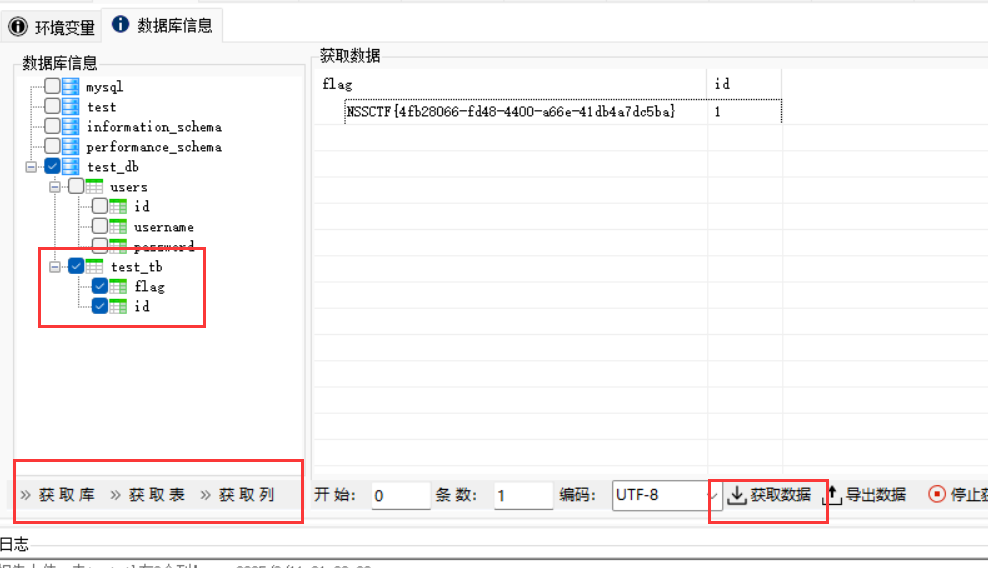 环境变量 数据库信息
数据库信息
mysql
test
information_schema
performance_schema
test_db
users
id
username
password
test_tb
flag
id
» 获取库 » 获取表 » 获取列
获取数据
flag id
NSSCTF{4fb28066-fd48-4400-a66e-41db4a7dc5ba} 1
开始: 0 条数: 1 编码: UTF-8 获取数据 导出数据 停止
日志